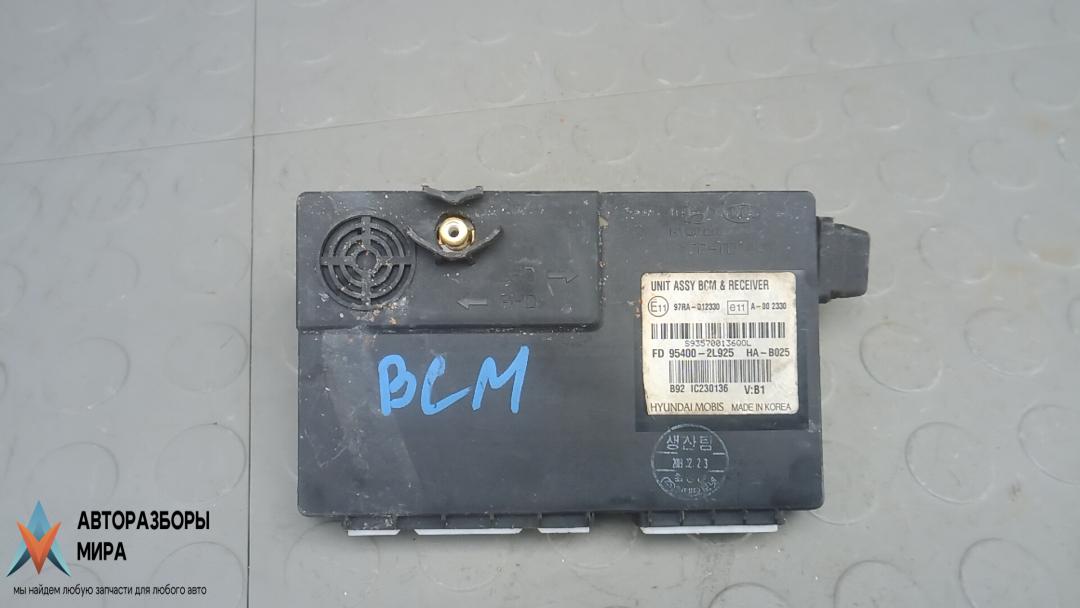 BCM
UNIT ASSY BCM & RECEIVER
E11 97RA-012330 e11 A-00 2330
S93570013600L
FD 95400-2L925 HA-B025
B92 IC230136 V:B1
HYUNDAI MOBIS MADE IN KOREA
생산팀
АВТОРАЗБОРЫ
МИРА
мы найдем любую запчасти для любого авто